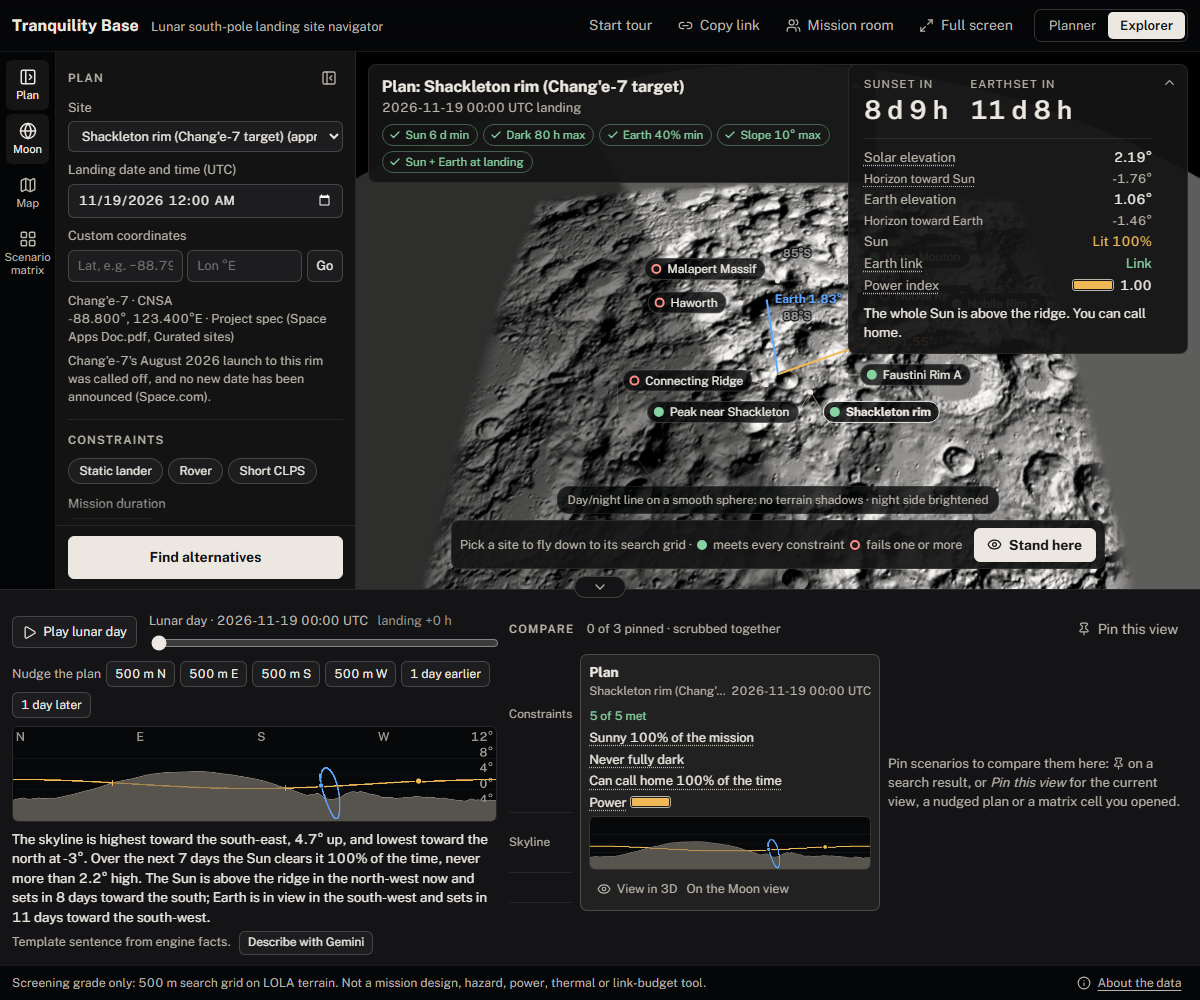 Tranquility Base Lunar south-pole landing site navigator
Start tour Copy link Mission room Full screen Planner Explorer
Plan
Moon
Map
Scenario
matrix
PLAN
Site
Shackleton rim (Chang'e-7 target) (appr
Landing date and time (UTC)
11/19/2026 12:00 AM
Custom coordinates
Lat, e.g. -88.79 Lon °E Go
Chang'e-7 · CNSA
-88.800°, 123.400°E · Project spec (Space
Apps Doc.pdf, Curated sites)
Chang'e-7's August 2026 launch to this rim
was called off, and no new date has been
announced (Space.com).
CONSTRAINTS
Static lander Rover Short CLPS
Mission duration
Find alternatives
Plan: Shackleton rim (Chang'e-7 target)
2026-11-19 00:00 UTC landing
Sun 6 d min Dark 80 h max Earth 40% min Slope 10° max
Sun + Earth at landing
SUNSET IN EARTHSET IN
8 d 9 h 11 d 8 h
Solar elevation 2.19°
Horizon toward Sun -1.76°
Earth elevation 1.06°
Horizon toward Earth -1.46°
Sun Lit 100%
Earth link Link
Power index 1.00
The whole Sun is above the ridge. You can call
home.
85°S
Malapert Massif
Earth 1.83°
Haworth
88°S
Connecting Ridge
Faustini Rim A
Peak near Shackleton
Shackleton rim
Day/night line on a smooth sphere: no terrain shadows · night side brightened
Pick a site to fly down to its search grid · meets every constraint fails one or more Stand here
Play lunar day
Lunar day · 2026-11-19 00:00 UTC landing +0 h
Nudge the plan 500 m N 500 m E 500 m S 500 m W 1 day earlier
1 day later
N E S W 12°
8°
4°
0°
4°
The skyline is highest toward the south-east, 4.7° up, and lowest toward the
north at -3°. Over the next 7 days the Sun clears it 100% of the time, never
more than 2.2° high. The Sun is above the ridge in the north-west now and
sets in 8 days toward the south; Earth is in view in the south-west and sets in
11 days toward the south-west.
Template sentence from engine facts. Describe with Gemini
COMPARE 0 of 3 pinned · scrubbed together Pin this view
Plan
Shackleton rim (Chang'... 2026-11-19 00:00 UTC
Constraints
5 of 5 met
Sunny 100% of the mission
Never fully dark
Can call home 100% of the time
Power
Skyline
View in 3D On the Moon view
Pin scenarios to compare them here: on a
search result, or Pin this view for the current
view, a nudged plan or a matrix cell you opened.
Screening grade only: 500 m search grid on LOLA terrain. Not a mission design, hazard, power, thermal or link-budget tool.
About the data